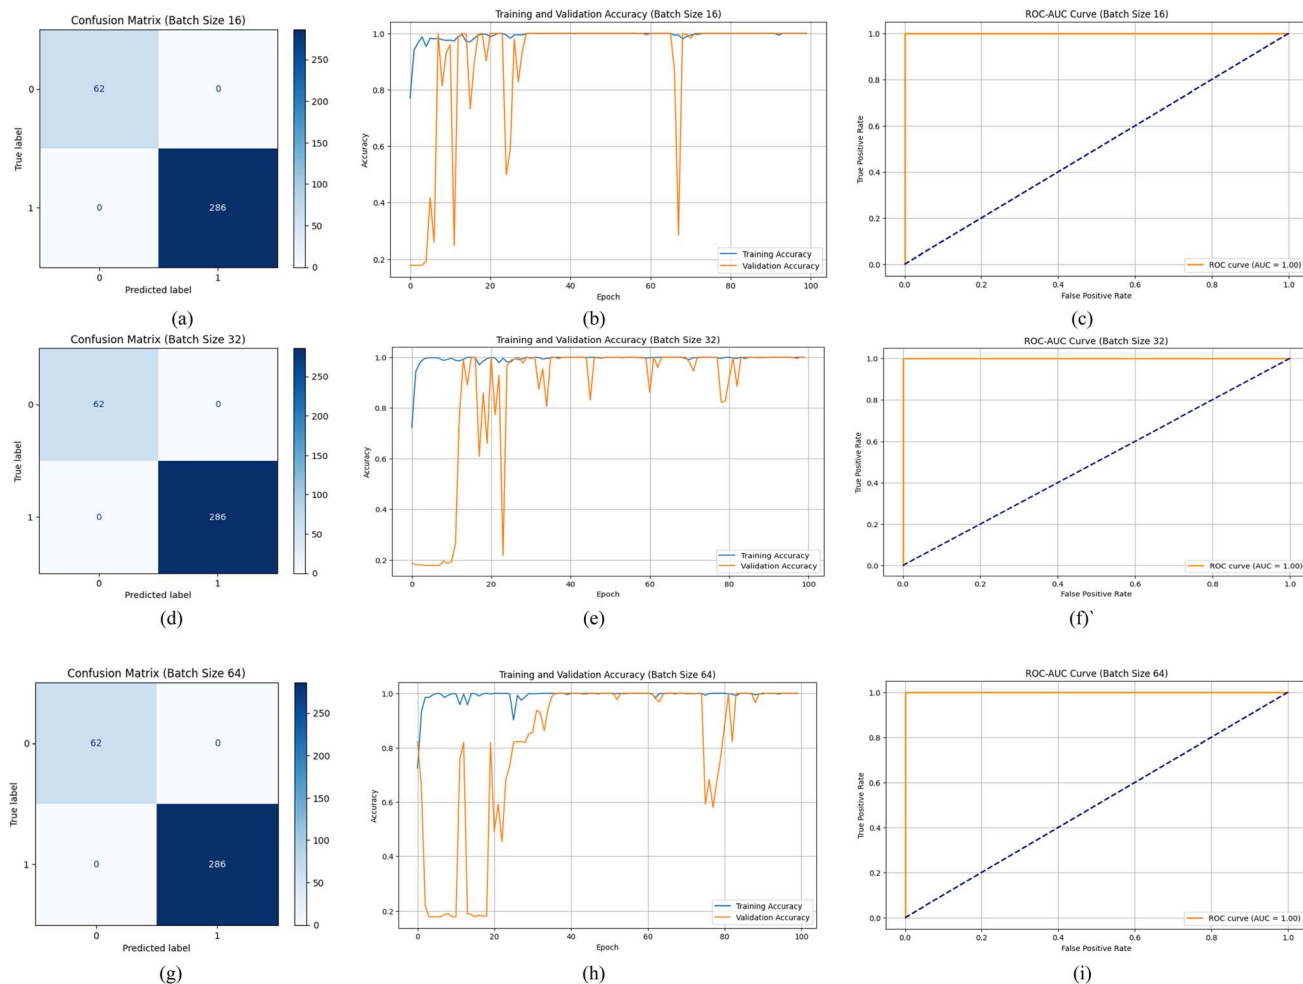 Confusion Matrix (Batch Size 16)
True label
0
1
62
0
0
286
0
1
Predicted label
250
200
150
100
50
0
(a)
Training and Validation Accuracy (Batch Size 16)
Accuracy
1.0
0.8
0.6
0.4
0.2
0
20
40
60
80
100
Epoch
Training Accuracy
Validation Accuracy
(b)
ROC-AUC Curve (Batch Size 16)
True Positive Rate
1.0
0.8
0.6
0.4
0.2
0.0
0.0
0.2
0.4
0.6
0.8
1.0
False Positive Rate
ROC curve (AUC = 1.00)
(c)
Confusion Matrix (Batch Size 32)
True label
0
1
62
0
0
286
0
1
Predicted label
250
200
150
100
50
0
(d)
Training and Validation Accuracy (Batch Size 32)
Accuracy
1.0
0.8
0.6
0.4
0.2
0
20
40
60
80
100
Epoch
Training Accuracy
Validation Accuracy
(e)
ROC-AUC Curve (Batch Size 32)
True Positive Rate
1.0
0.8
0.6
0.4
0.2
0.0
0.0
0.2
0.4
0.6
0.8
1.0
False Positive Rate
ROC curve (AUC = 1.00)
(f)`
Confusion Matrix (Batch Size 64)
True label
0
1
62
0
0
286
0
1
Predicted label
250
200
150
100
50
0
(g)
Training and Validation Accuracy (Batch Size 64)
Accuracy
1.0
0.8
0.6
0.4
0.2
0
20
40
60
80
100
Epoch
Training Accuracy
Validation Accuracy
(h)
ROC-AUC Curve (Batch Size 64)
True Positive Rate
1.0
0.8
0.6
0.4
0.2
0.0
0.0
0.2
0.4
0.6
0.8
1.0
False Positive Rate
ROC curve (AUC = 1.00)
(i)